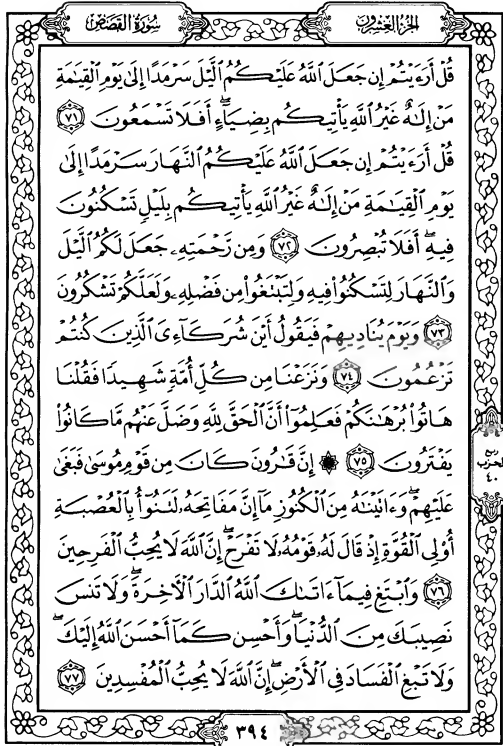 الجزء العشرون
سورة القصص
قُلْ أَرَءَيْتُمْ إِن جَعَلَ ٱللَّهُ عَلَيْكُمُ ٱلَّيْلَ سَرْمَدًا إِلَىٰ يَوْمِ ٱلْقِيَٰمَةِ
مَنْ إِلَٰهٌ غَيْرُ ٱللَّهِ يَأْتِيكُم بِضِيَآءٍ ۖ أَفَلَا تَسْمَعُونَ ٧١
قُلْ أَرَءَيْتُمْ إِن جَعَلَ ٱللَّهُ عَلَيْكُمُ ٱلنَّهَارَ سَرْمَدًا إِلَىٰ
يَوْمِ ٱلْقِيَٰمَةِ مَنْ إِلَٰهٌ غَيْرُ ٱللَّهِ يَأْتِيكُم بِلَيْلٍ تَسْكُنُونَ
فِيهِ ۖ أَفَلَا تُبْصِرُونَ ٧٢ وَمِن رَّحْمَتِهِۦ جَعَلَ لَكُمُ ٱلَّيْلَ
وَٱلنَّهَارَ لِتَسْكُنُوا۟ فِيهِ وَلِتَبْتَغُوا۟ مِن فَضْلِهِۦ وَلَعَلَّكُمْ تَشْكُرُونَ
٧٣ وَيَوْمَ يُنَادِيهِمْ فَيَقُولُ أَيْنَ شُرَكَآءِىَ ٱلَّذِينَ كُنتُمْ
تَزْعُمُونَ ٧٤ وَنَزَعْنَا مِن كُلِّ أُمَّةٍ شَهِيدًا فَقُلْنَا
هَاتُوا۟ بُرْهَٰنَكُمْ فَعَلِمُوٓا۟ أَنَّ ٱلْحَقَّ لِلَّهِ وَضَلَّ عَنْهُم مَّا كَانُوا۟
يَفْتَرُونَ ٧٥ ۞ إِنَّ قَٰرُونَ كَانَ مِن قَوْمِ مُوسَىٰ فَبَغَىٰ
عَلَيْهِمْ ۖ وَءَاتَيْنَٰهُ مِنَ ٱلْكُنُوزِ مَآ إِنَّ مَفَاتِحَهُۥ لَتَنُوٓأُ بِٱلْعُصْبَةِ
أُو۟لِى ٱلْقُوَّةِ إِذْ قَالَ لَهُۥ قَوْمُهُۥ لَا تَفْرَحْ ۖ إِنَّ ٱللَّهَ لَا يُحِبُّ ٱلْفَرِحِينَ
٧٦ وَٱبْتَغِ فِيمَآ ءَاتَىٰكَ ٱللَّهُ ٱلدَّارَ ٱلْءَاخِرَةَ ۖ وَلَا تَنسَ
نَصِيبَكَ مِنَ ٱلدُّنْيَا ۖ وَأَحْسِن كَمَآ أَحْسَنَ ٱللَّهُ إِلَيْكَ ۖ
وَلَا تَبْغِ ٱلْفَسَادَ فِى ٱلْأَرْضِ ۖ إِنَّ ٱللَّهَ لَا يُحِبُّ ٱلْمُفْسِدِينَ ٧٧
ربع
الحزب
٤٠
٣٩٤